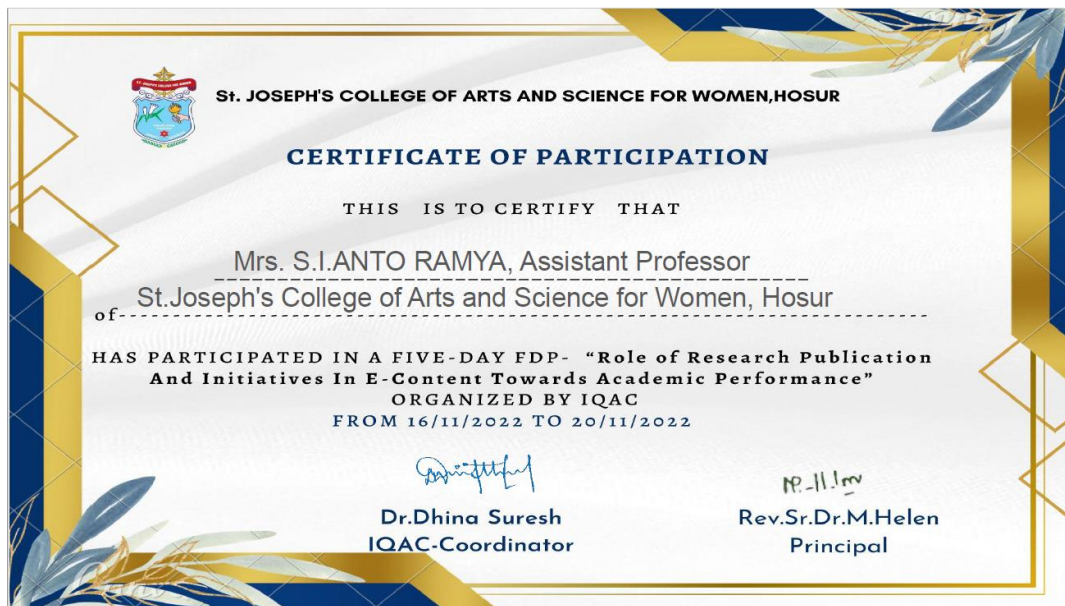 St. JOSEPH'S COLLEGE OF ARTS AND SCIENCE FOR WOMEN,HOSUR
CERTIFICATE OF PARTICIPATION
THIS IS TO CERTIFY THAT
Mrs. S.I.ANTO RAMYA, Assistant Professor
of St.Joseph's College of Arts and Science for Women, Hosur
HAS PARTICIPATED IN A FIVE-DAY FDP- “Role of Research Publication
And Initiatives In E-Content Towards Academic Performance”
ORGANIZED BY IQAC
FROM 16/11/2022 TO 20/11/2022
Dr.Dhina Suresh
IQAC-Coordinator
Rev.Sr.Dr.M.Helen
Principal